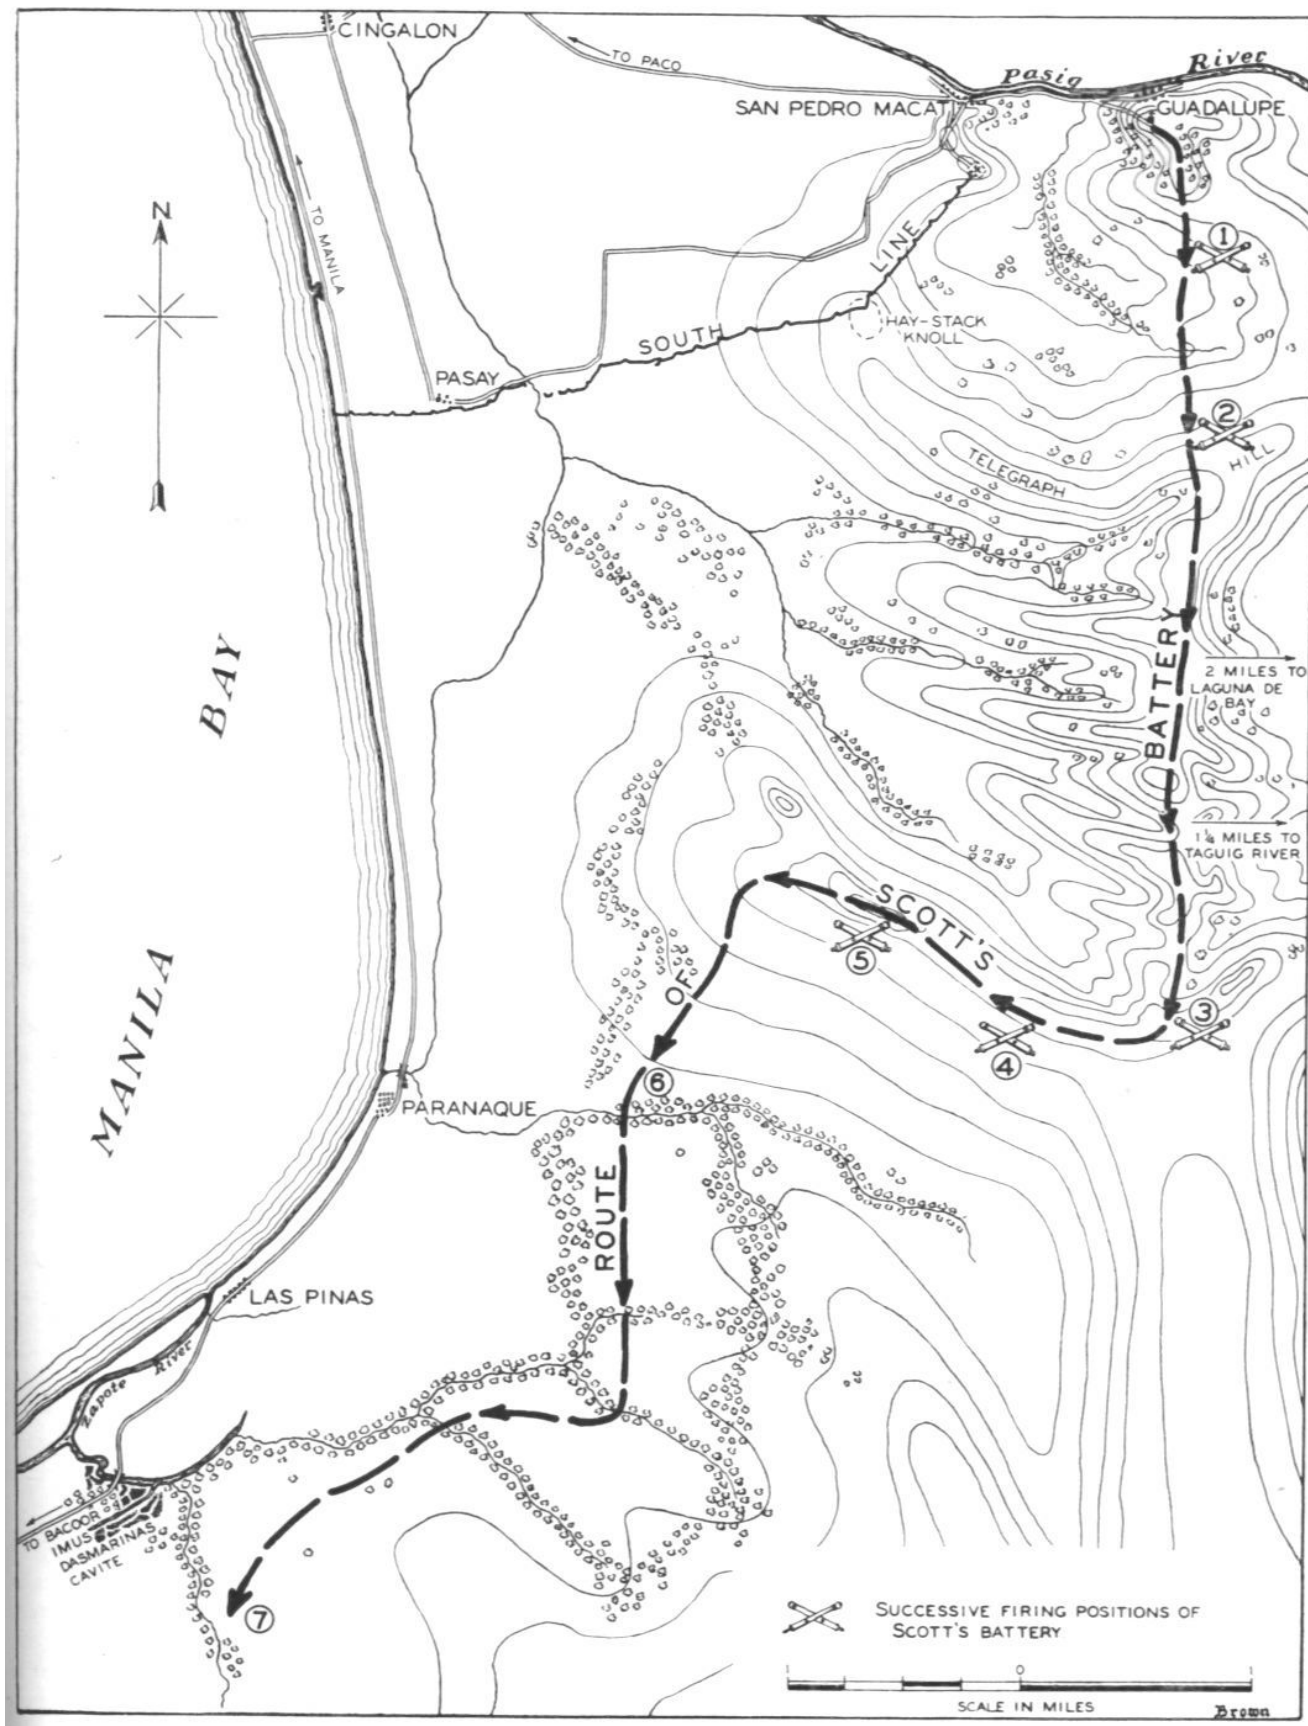 CINGALON
TO PACO
Pasig River
SAN PEDRO MACATI
GUADALUPE
N
TO MANILA
1
LINE
HAY-STACK
KNOLL
SOUTH
PASAY
2
TELEGRAPH HILL
BATTERY
BAY
2 MILES TO
LAGUNA DE
BAY
1¼ MILES TO
TAGUIG RIVER
SCOTT'S
5
MANILA
OF
3
4
6
PARANAQUE
ROUTE
LAS PINAS
Zapote River
TO BACOOR
IMUS
DASMARINAS
CAVITE
7
SUCCESSIVE FIRING POSITIONS OF
SCOTT'S BATTERY
1 0 1
SCALE IN MILES
Brown